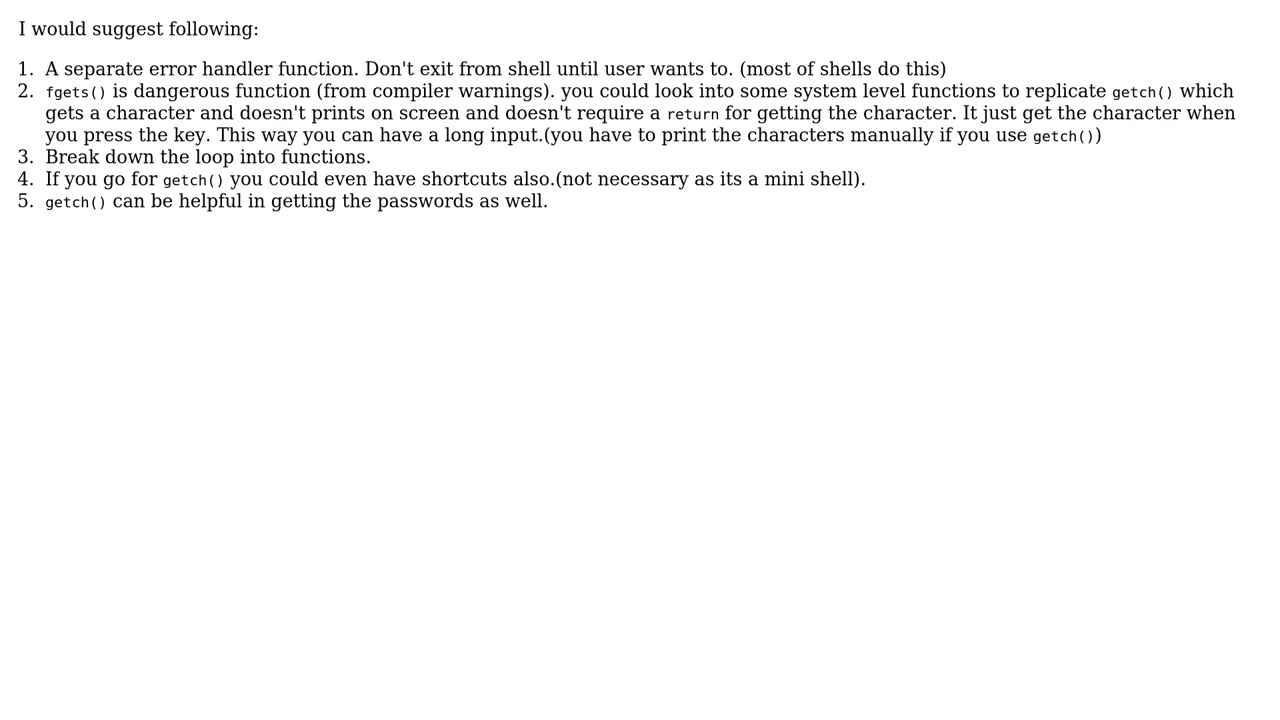 I would suggest following:
1. A separate error handler function. Don't exit from shell until user wants to. (most of shells do this)
2. fgets() is dangerous function (from compiler warnings). you could look into some system level functions to replicate getch() which
gets a character and doesn't prints on screen and doesn't require a return for getting the character. It just get the character when
you press the key. This way you can have a long input.(you have to print the characters manually if you use getch())
3. Break down the loop into functions.
4. If you go for getch() you could even have shortcuts also.(not necessary as its a mini shell).
5. getch() can be helpful in getting the passwords as well.